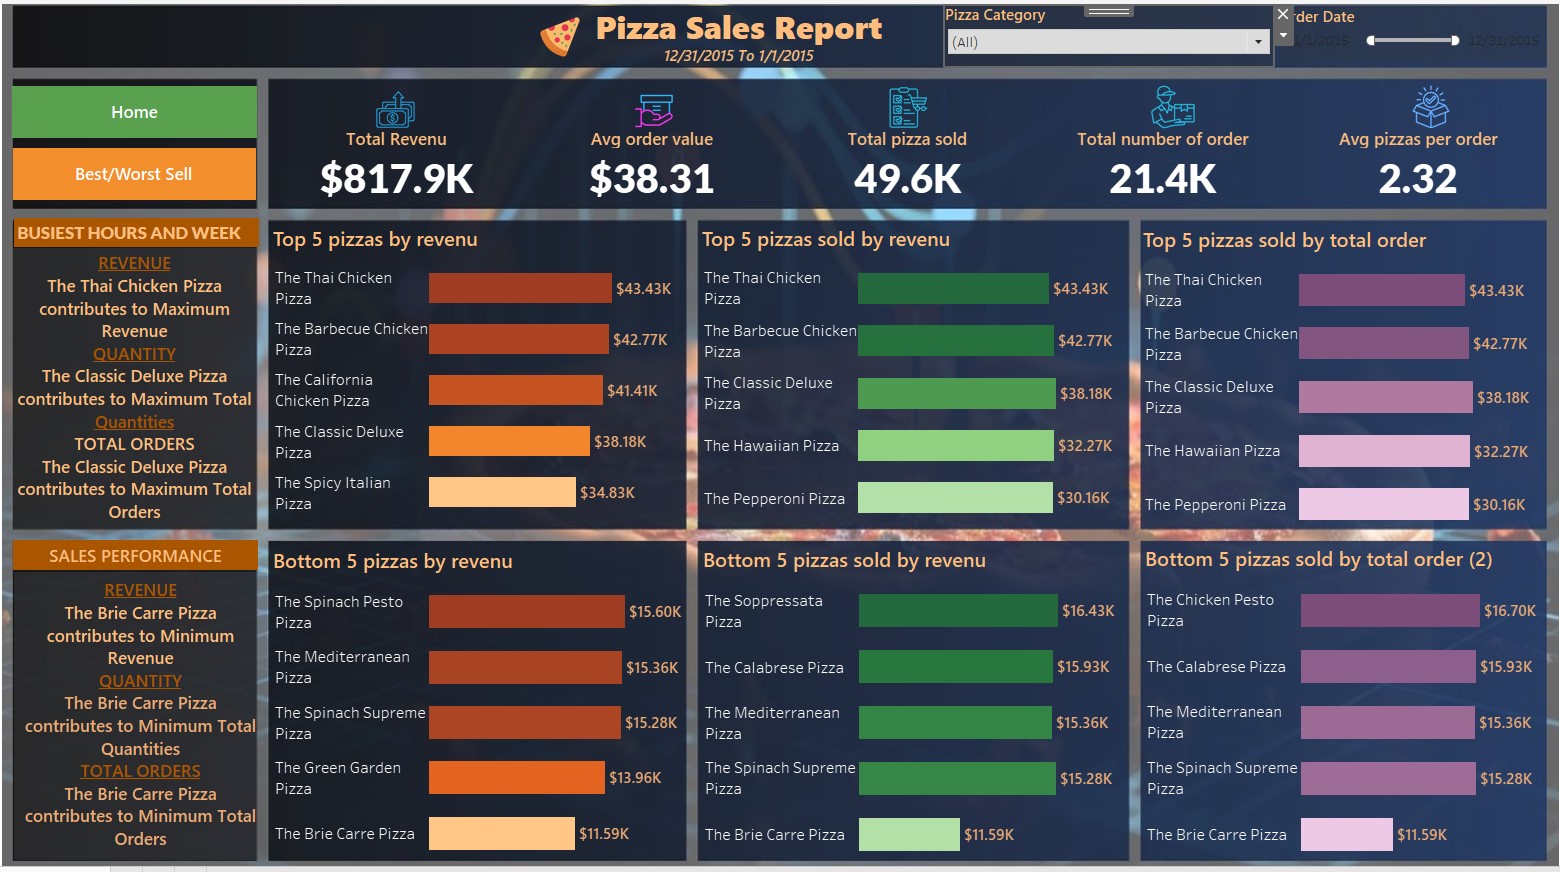 Pizza Sales Report
12/31/2015 To 1/1/2015
Pizza Category
(All)
rder Date
1/1/2015
12/31/2015
Home
Best/Worst Sell
Total Revenu
$817.9K
Avg order value
$38.31
Total pizza sold
49.6K
Total number of order
21.4K
Avg pizzas per order
2.32
BUSIEST HOURS AND WEEK
REVENUE
The Thai Chicken Pizza
contributes to Maximum
Revenue
QUANTITY
The Classic Deluxe Pizza
contributes to Maximum Total
Quantities
TOTAL ORDERS
The Classic Deluxe Pizza
contributes to Maximum Total
Orders
Top 5 pizzas by revenu
The Thai Chicken
Pizza
$43.43K
The Barbecue Chicken
Pizza
$42.77K
The California
Chicken Pizza
$41.41K
The Classic Deluxe
Pizza
$38.18K
The Spicy Italian
Pizza
$34.83K
Top 5 pizzas sold by revenu
The Thai Chicken
Pizza
$43.43K
The Barbecue Chicken
Pizza
$42.77K
The Classic Deluxe
Pizza
$38.18K
The Hawaiian Pizza
$32.27K
The Pepperoni Pizza
$30.16K
Top 5 pizzas sold by total order
The Thai Chicken
Pizza
$43.43K
The Barbecue Chicken
Pizza
$42.77K
The Classic Deluxe
Pizza
$38.18K
The Hawaiian Pizza
$32.27K
The Pepperoni Pizza
$30.16K
SALES PERFORMANCE
REVENUE
The Brie Carre Pizza
contributes to Minimum
Revenue
QUANTITY
The Brie Carre Pizza
contributes to Minimum Total
Quantities
TOTAL ORDERS
The Brie Carre Pizza
contributes to Minimum Total
Orders
Bottom 5 pizzas by revenu
The Spinach Pesto
Pizza
$15.60K
The Mediterranean
Pizza
$15.36K
The Spinach Supreme
Pizza
$15.28K
The Green Garden
Pizza
$13.96K
The Brie Carre Pizza
$11.59K
Bottom 5 pizzas sold by revenu
The Soppressata
Pizza
$16.43K
The Calabrese Pizza
$15.93K
The Mediterranean
Pizza
$15.36K
The Spinach Supreme
Pizza
$15.28K
The Brie Carre Pizza
$11.59K
Bottom 5 pizzas sold by total order (2)
The Chicken Pesto
Pizza
$16.70K
The Calabrese Pizza
$15.93K
The Mediterranean
Pizza
$15.36K
The Spinach Supreme
Pizza
$15.28K
The Brie Carre Pizza
$11.59K